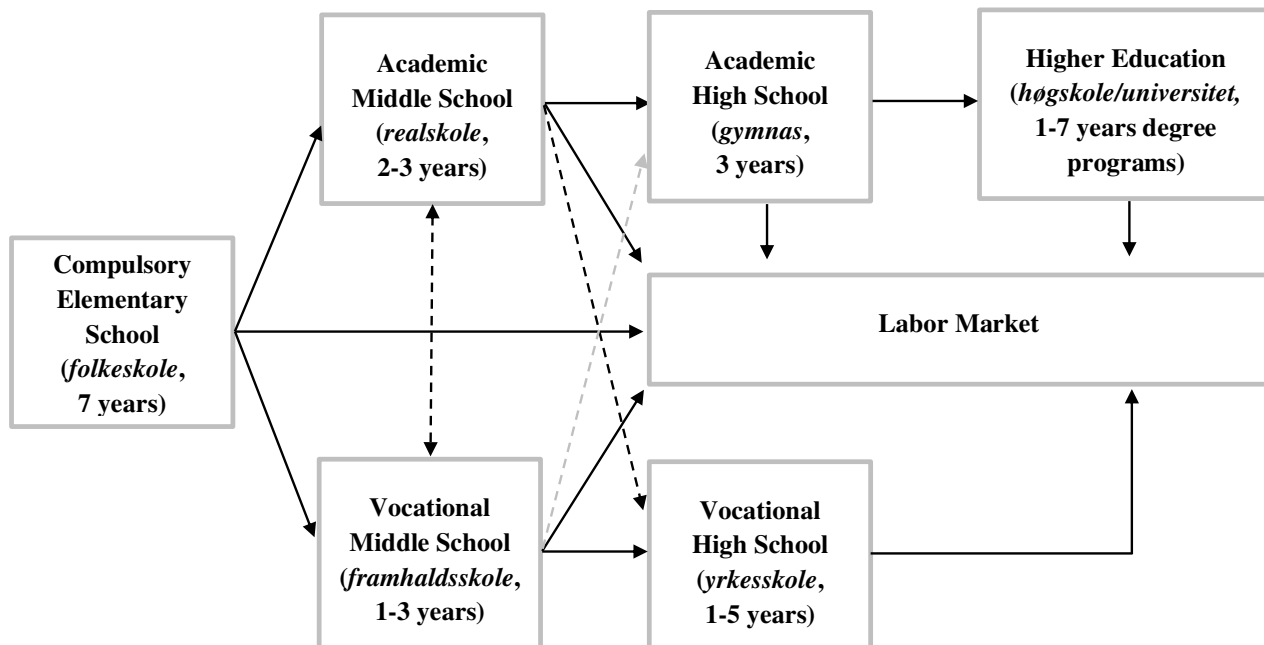 Academic
Middle School
(realskole,
2-3 years)
Academic
High School
(gymnas,
3 years)
Higher Education
(høgskole/universitet,
1-7 years degree
programs)
Compulsory
Elementary
School
(folkeskole,
7 years)
Labor Market
Vocational
Middle School
(framhaldsskole,
1-3 years)
Vocational
High School
(yrkesskole,
1-5 years)